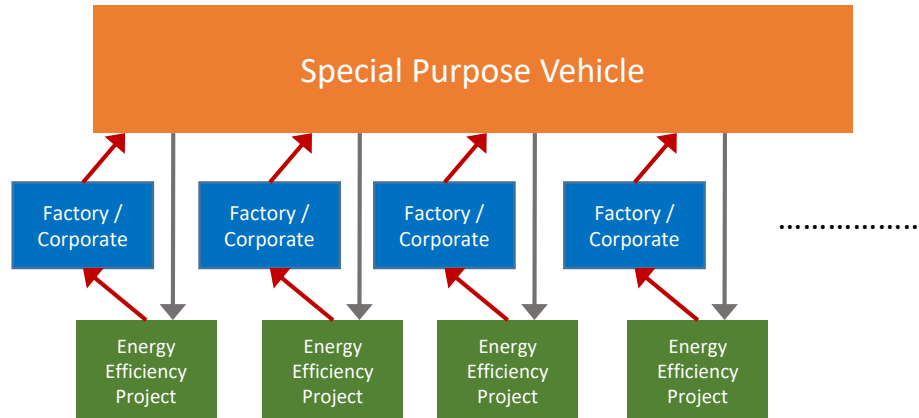 Special Purpose Vehicle
Factory /
Corporate
Factory /
Corporate
Factory /
Corporate
Factory /
Corporate
………………
Energy
Efficiency
Project
Energy
Efficiency
Project
Energy
Efficiency
Project
Energy
Efficiency
Project